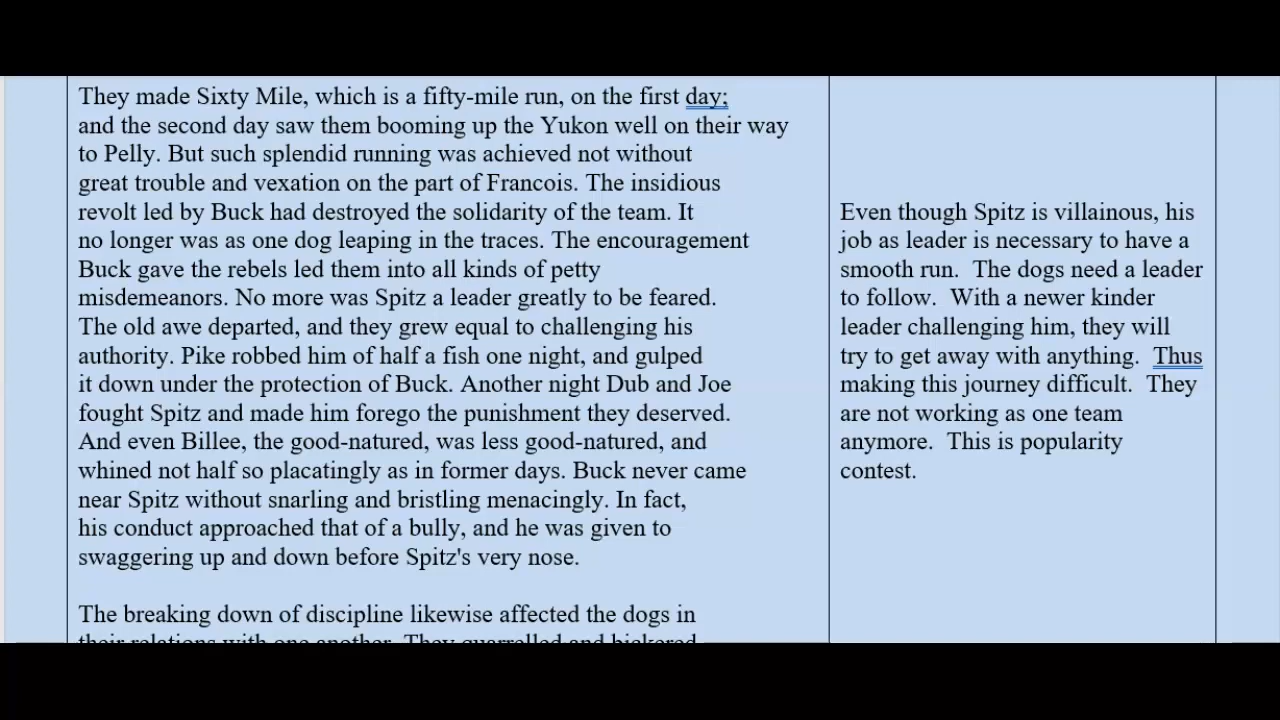 They made Sixty Mile, which is a fifty-mile run, on the first day;
and the second day saw them booming up the Yukon well on their way
to Pelly. But such splendid running was achieved not without
great trouble and vexation on the part of Francois. The insidious
revolt led by Buck had destroyed the solidarity of the team. It
no longer was as one dog leaping in the traces. The encouragement
Buck gave the rebels led them into all kinds of petty
misdemeanors. No more was Spitz a leader greatly to be feared.
The old awe departed, and they grew equal to challenging his
authority. Pike robbed him of half a fish one night, and gulped
it down under the protection of Buck. Another night Dub and Joe
fought Spitz and made him forego the punishment they deserved.
And even Billee, the good-natured, was less good-natured, and
whined not half so placatingly as in former days. Buck never came
near Spitz without snarling and bristling menacingly. In fact,
his conduct approached that of a bully, and he was given to
swaggering up and down before Spitz's very nose.
The breaking down of discipline likewise affected the dogs in
their relations with one another. They quarrelled and bickered
Even though Spitz is villainous, his
job as leader is necessary to have a
smooth run.  The dogs need a leader
to follow.  With a newer kinder
leader challenging him, they will
try to get away with anything.  Thus
making this journey difficult.  They
are not working as one team
anymore.  This is popularity
contest.